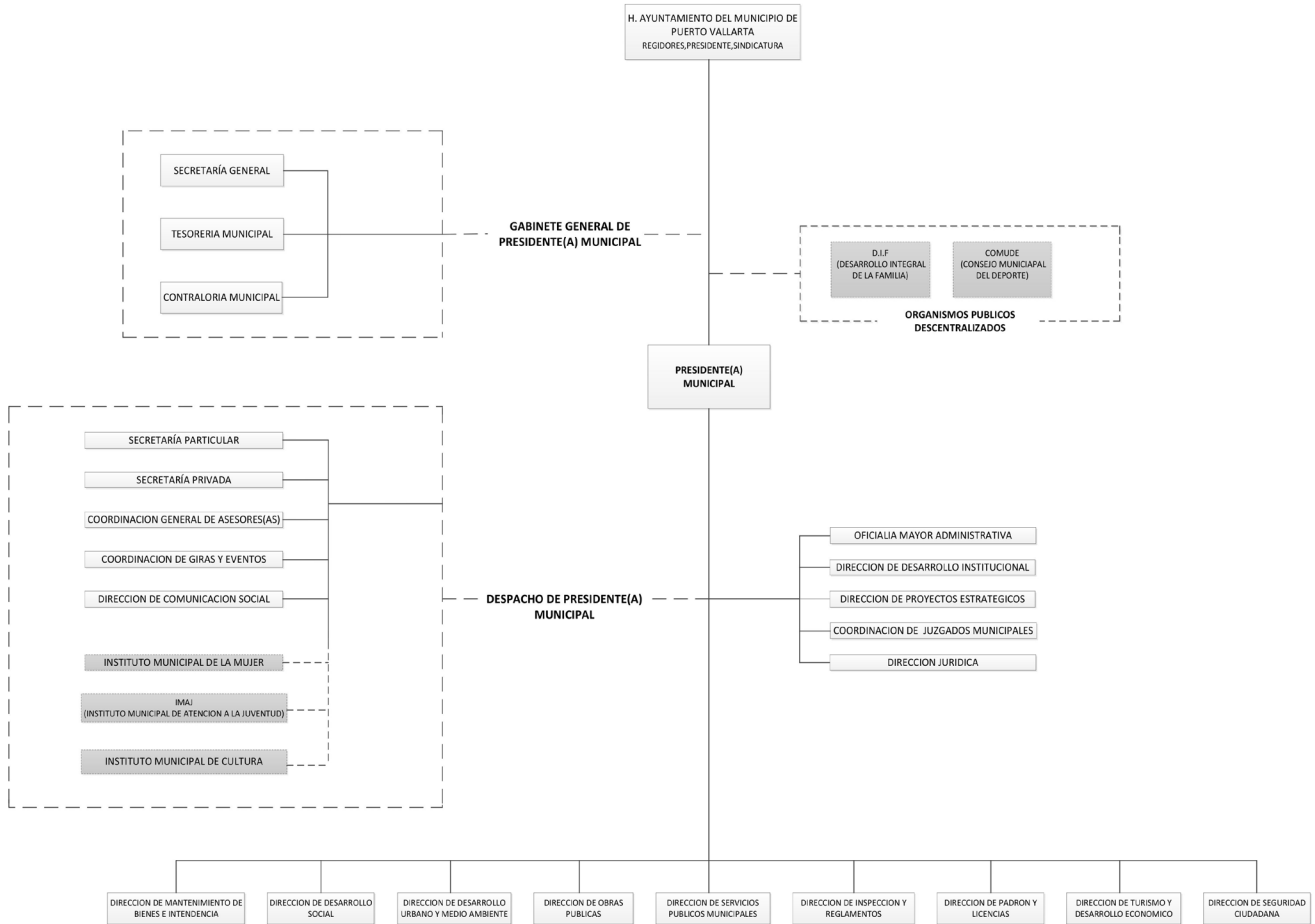 H. AYUNTAMIENTO DEL MUNICIPIO DE
PUERTO VALLARTA
REGIDORES,PRESIDENTE,SINDICATURA
SECRETARÍA GENERAL
TESORERIA MUNICIPAL
CONTRALORIA MUNICIPAL
GABINETE GENERAL DE
PRESIDENTE(A) MUNICIPAL
D.I.F
(DESARROLLO INTEGRAL
DE LA FAMILIA)
COMUDE
(CONSEJO MUNICIAPAL
DEL DEPORTE)
ORGANISMOS PUBLICOS
DESCENTRALIZADOS
PRESIDENTE(A)
MUNICIPAL
SECRETARÍA PARTICULAR
SECRETARÍA PRIVADA
COORDINACION GENERAL DE ASESORES(AS)
COORDINACION DE GIRAS Y EVENTOS
DIRECCION DE COMUNICACION SOCIAL
INSTITUTO MUNICIPAL DE LA MUJER
IMAJ
(INSTITUTO MUNICIPAL DE ATENCION A LA JUVENTUD)
INSTITUTO MUNICIPAL DE CULTURA
DESPACHO DE PRESIDENTE(A)
MUNICIPAL
OFICIALIA MAYOR ADMINISTRATIVA
DIRECCION DE DESARROLLO INSTITUCIONAL
DIRECCION DE PROYECTOS ESTRATEGICOS
COORDINACION DE JUZGADOS MUNICIPALES
DIRECCION JURIDICA
DIRECCION DE MANTENIMIENTO DE
BIENES E INTENDENCIA
DIRECCION DE DESARROLLO
SOCIAL
DIRECCION DE DESARROLLO
URBANO Y MEDIO AMBIENTE
DIRECCION DE OBRAS
PUBLICAS
DIRECCION DE SERVICIOS
PUBLICOS MUNICIPALES
DIRECCION DE INSPECCION Y
REGLAMENTOS
DIRECCION DE PADRON Y
LICENCIAS
DIRECCION DE TURISMO Y
DESARROLLO ECONOMICO
DIRECCION DE SEGURIDAD
CIUDADANA